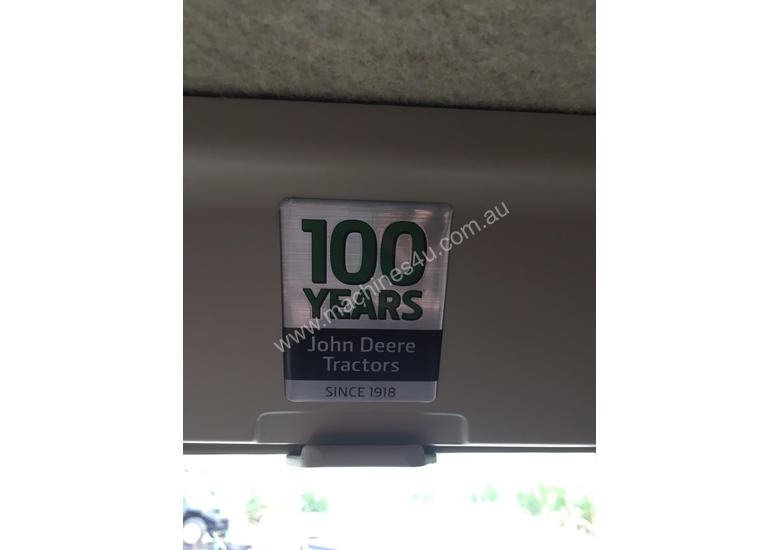 100
YEARS
John Deere
Tractors
SINCE 1918
www.machines4u.com.au